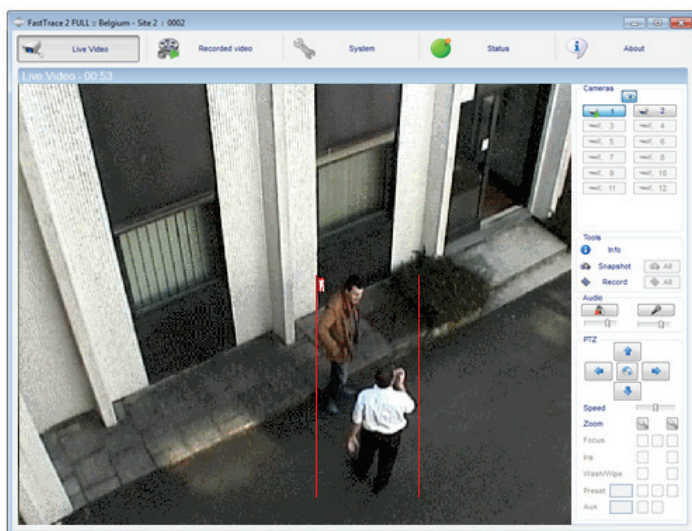 FastTrace 2 FULL :: Belgium - Site 2 : 0002
Live Video
Recorded video
System
Status
About
Live Video - 00:53
Cameras
1 2
3 4
5 6
7 8
9 10
11 12
Tools
Info
Snapshot All
Record All
Audio
PTZ
Speed
Zoom
Focus
Iris
Wash/Wipe
Preset
Aux